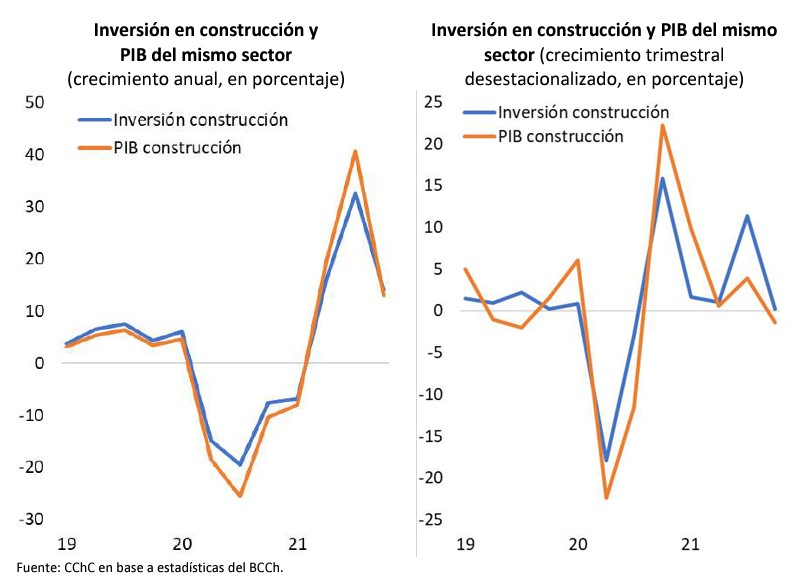 Inversión en construcción y
PIB del mismo sector
(crecimiento anual, en porcentaje)
50
40
30
20
10
0
-10
-20
-30
Inversión construcción
PIB construcción
19
20
21
Inversión en construcción y PIB del mismo
sector (crecimiento trimestral
desestacionalizado, en porcentaje)
25
20
15
10
5
0
-5
-10
-15
-20
-25
Inversión construcción
PIB construcción
19
20
21
Fuente: CChC en base a estadísticas del BCCh.